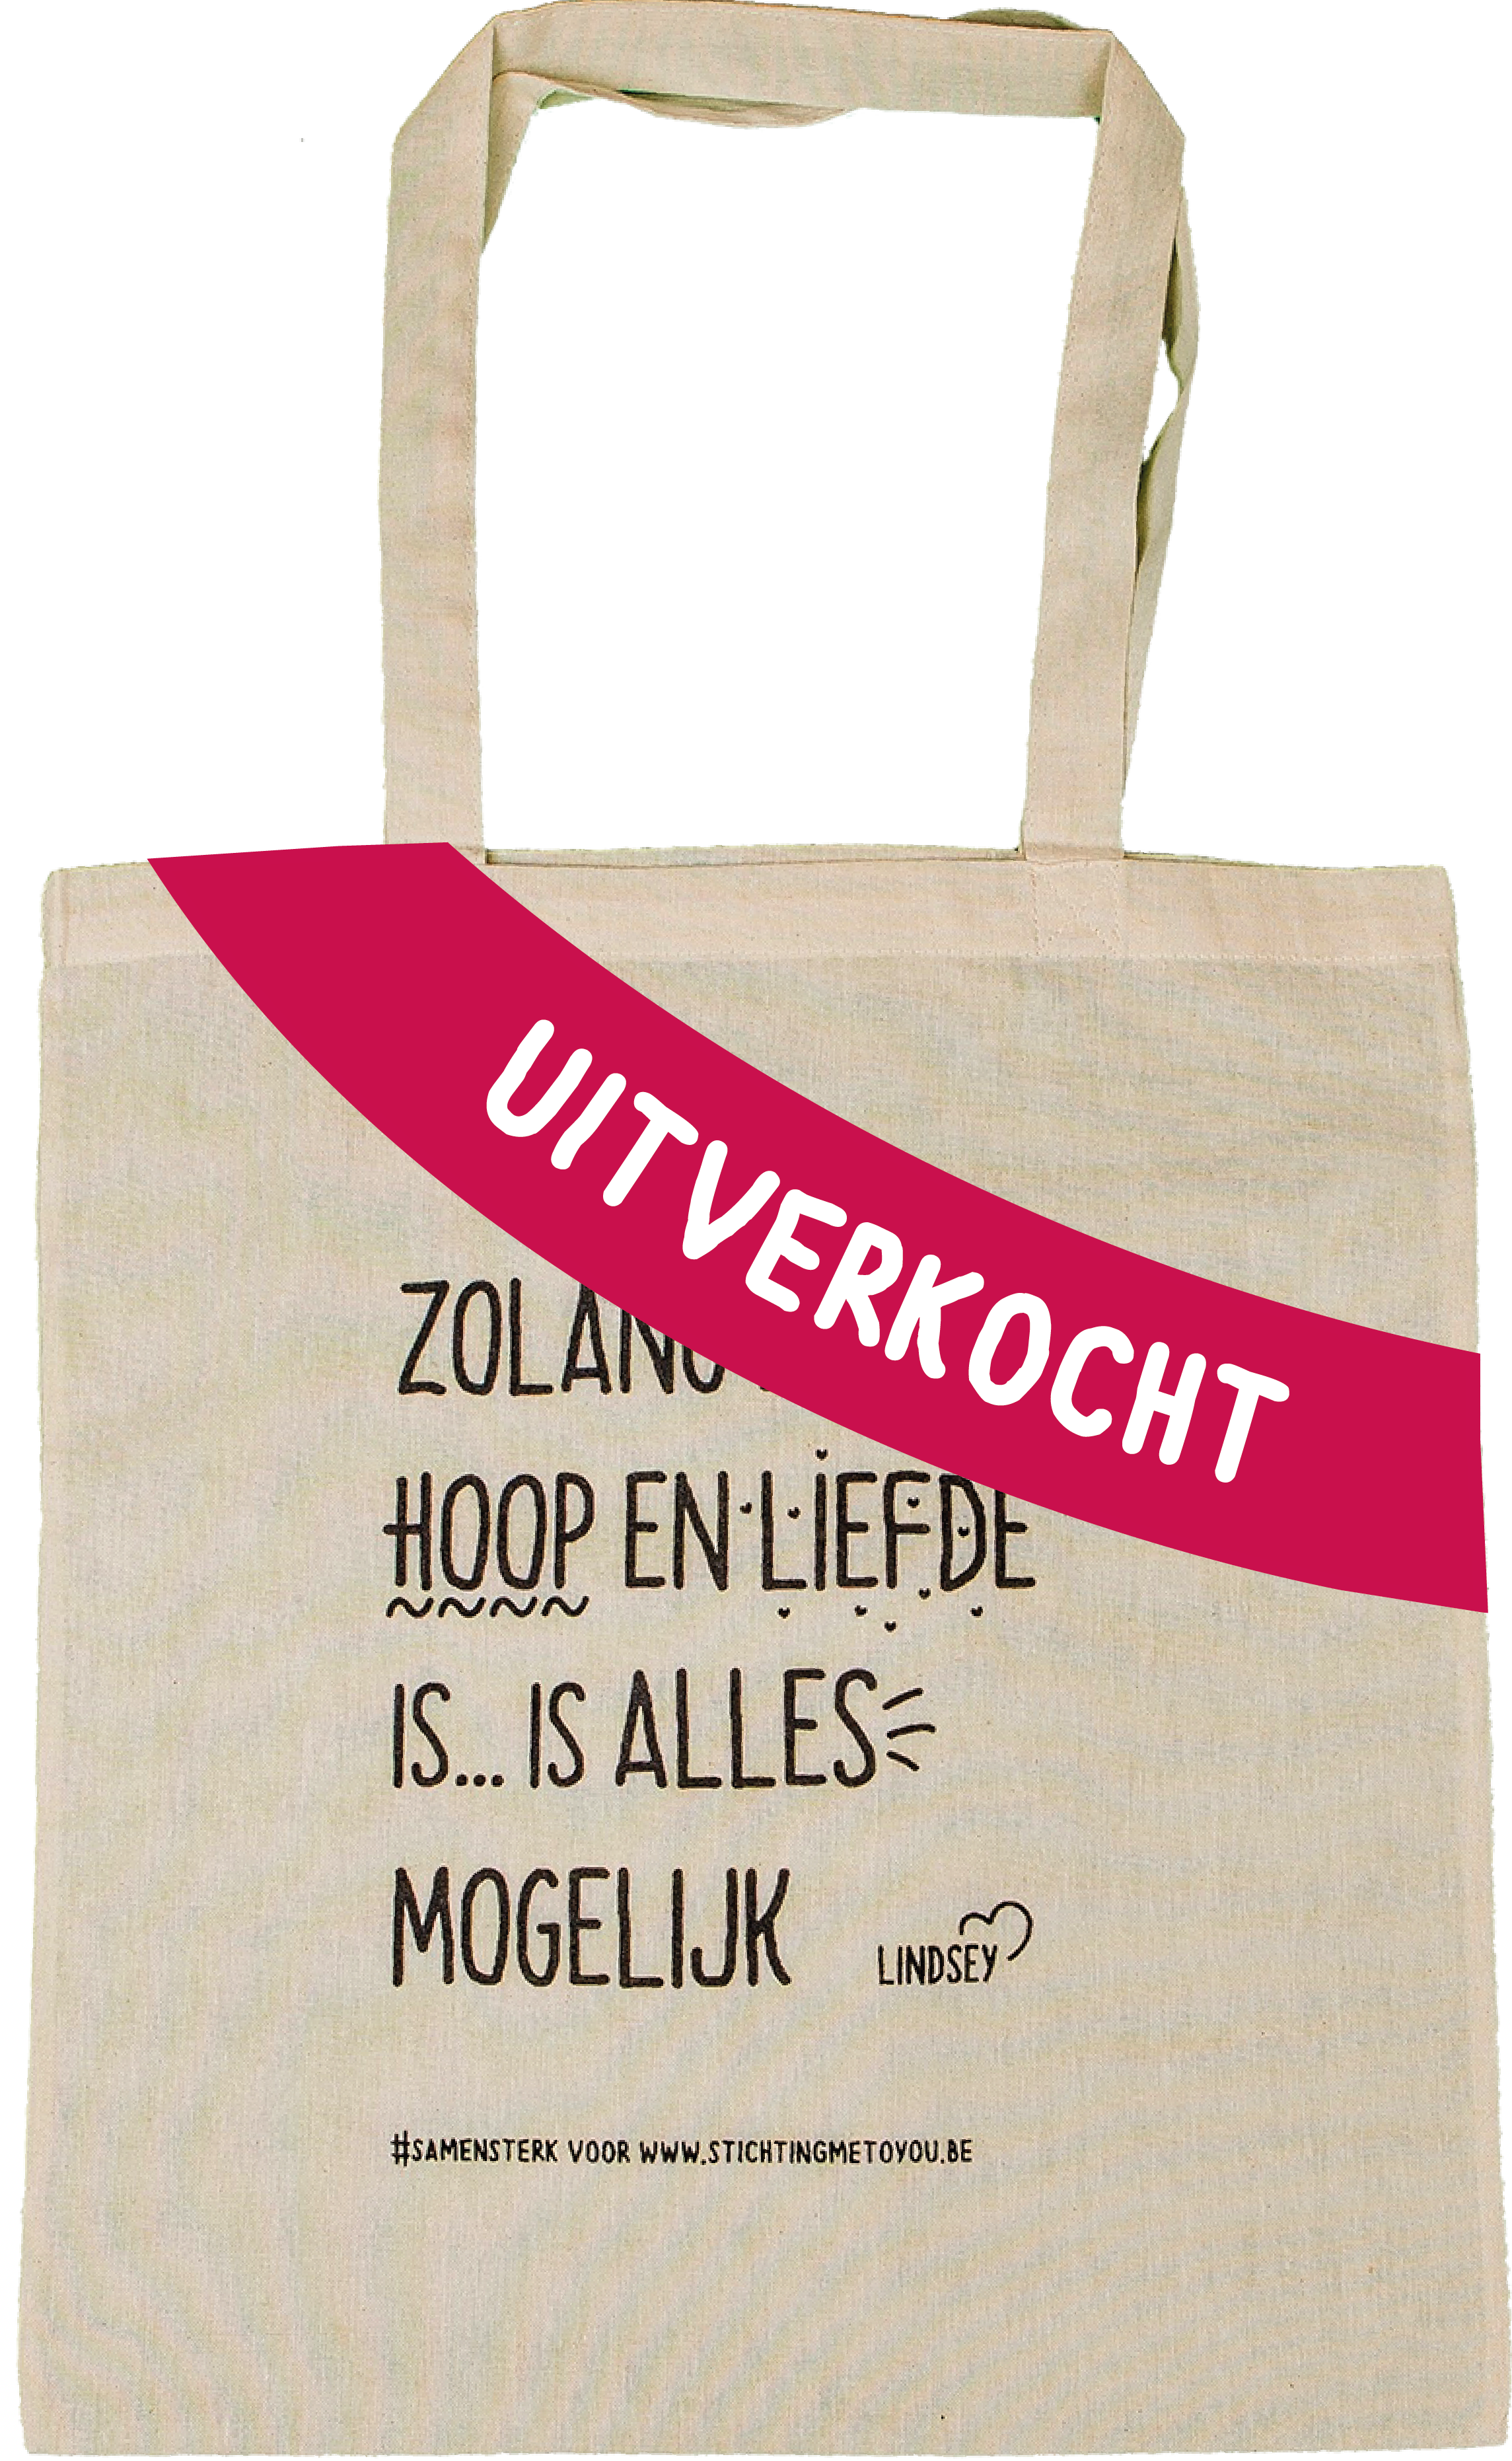 UITVERKOCHT
ZOLANG
HOOP EN LIEFDE
IS... IS ALLES
MOGELIJK
LINDSEY
#SAMENSTERK VOOR WWW.STICHTINGMETOYOU.BE